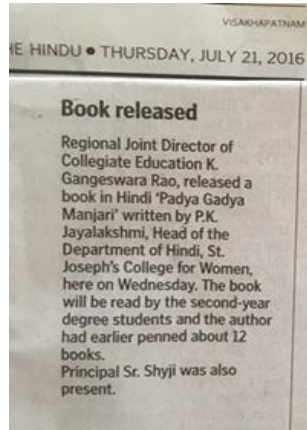 VISAKHAPATNAM
HE HINDU • THURSDAY, JULY 21, 2016
Book released
Regional Joint Director of
Collegiate Education K.
Gangeswara Rao, released a
book in Hindi ‘Padya Gadya
Manjari’ written by P.K.
Jayalakshmi, Head of the
Department of Hindi, St.
Joseph’s College for Women,
here on Wednesday. The book
will be read by the second-year
degree students and the author
had earlier penned about 12
books.
Principal Sr. Shyji was also
present.